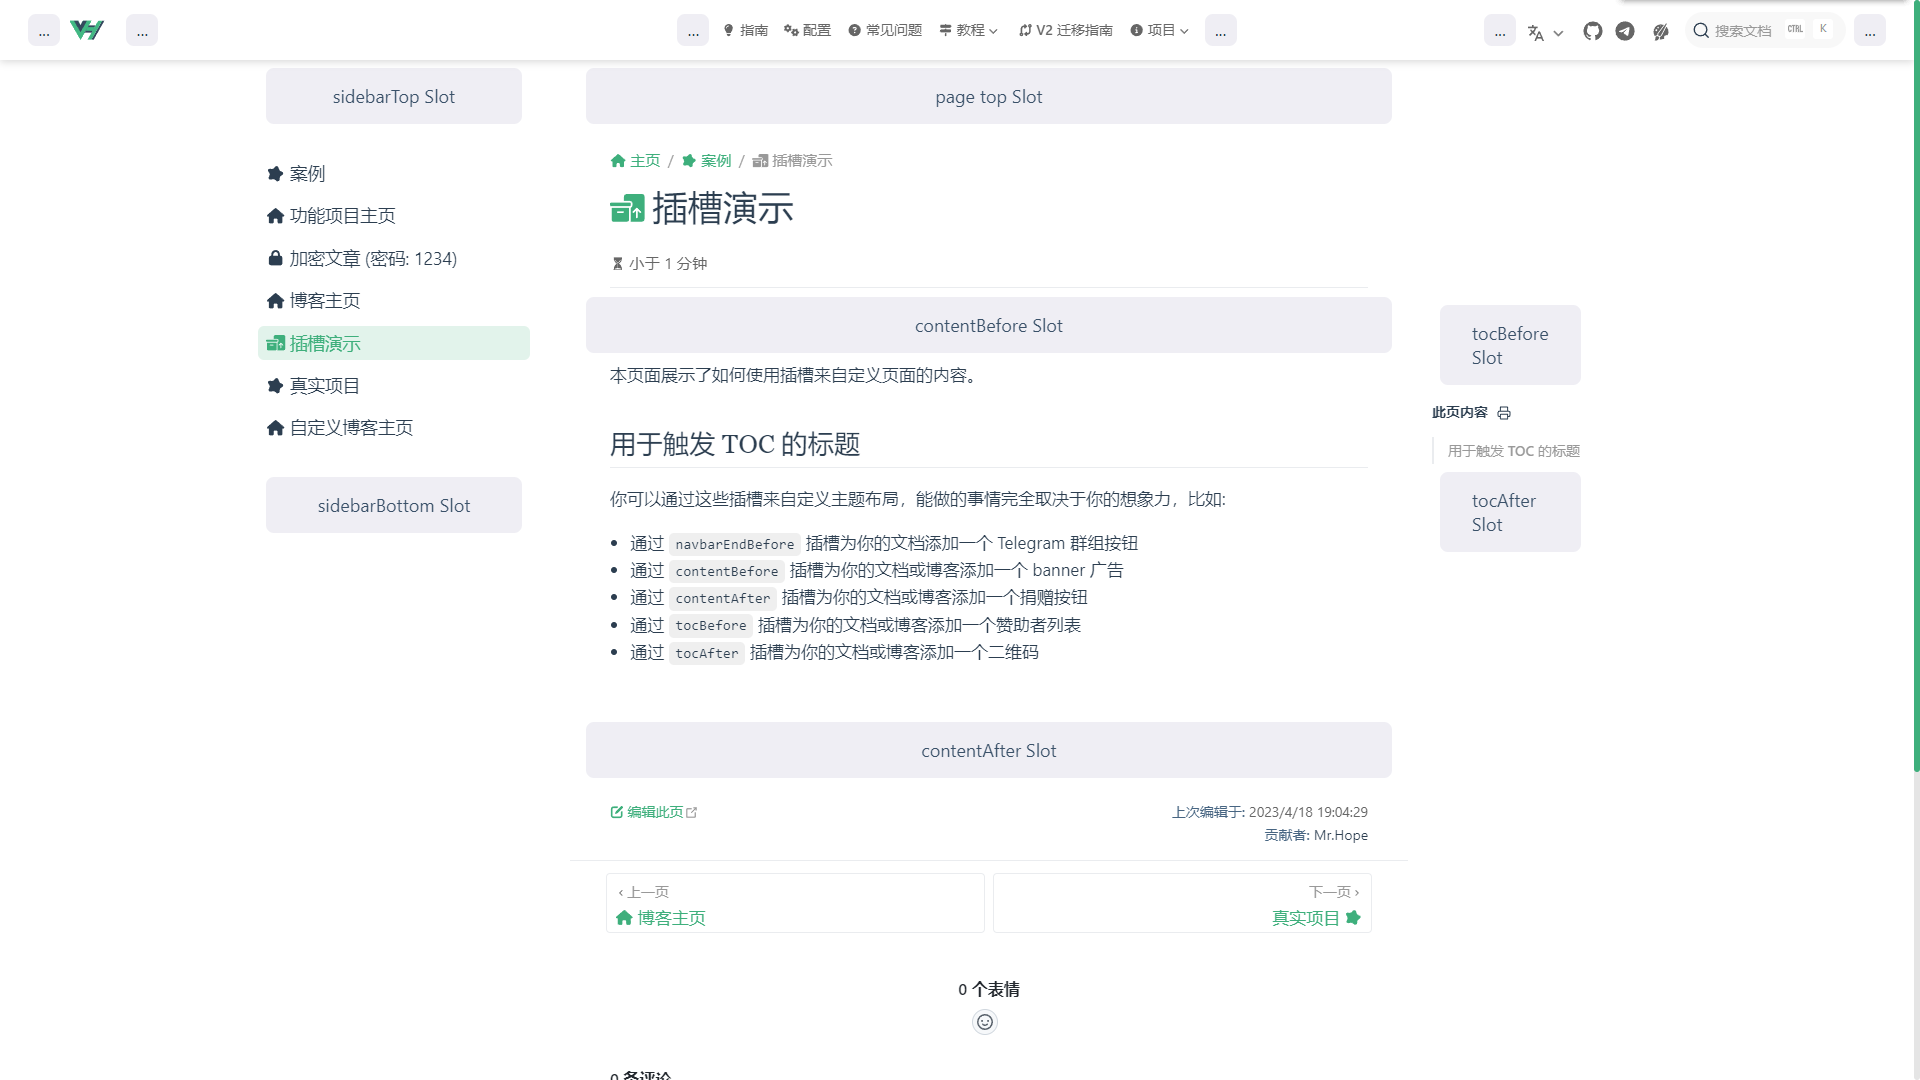 ...
...
...
指南
配置
常见问题
教程
V2 迁移指南
项目
...
...
搜索文档
CTRL
K
...
sidebarTop Slot
案例
功能项目主页
加密文章 (密码: 1234)
博客主页
插槽演示
真实项目
自定义博客主页
sidebarBottom Slot
page top Slot
主页 / 案例 / 插槽演示
插槽演示
小于 1 分钟
contentBefore Slot
本页面展示了如何使用插槽来自定义页面的内容。
用于触发 TOC 的标题
你可以通过这些插槽来自定义主题布局，能做的事情完全取决于你的想象力，比如:
• 通过 navbarEndBefore 插槽为你的文档添加一个 Telegram 群组按钮
• 通过 contentBefore 插槽为你的文档或博客添加一个 banner 广告
• 通过 contentAfter 插槽为你的文档或博客添加一个捐赠按钮
• 通过 tocBefore 插槽为你的文档或博客添加一个赞助者列表
• 通过 tocAfter 插槽为你的文档或博客添加一个二维码
contentAfter Slot
编辑此页
上次编辑于: 2023/4/18 19:04:29
贡献者: Mr.Hope
‹ 上一页
博客主页
下一页 ›
真实项目
0 个表情
0 条评论
tocBefore
Slot
此页内容
用于触发 TOC 的标题
tocAfter
Slot